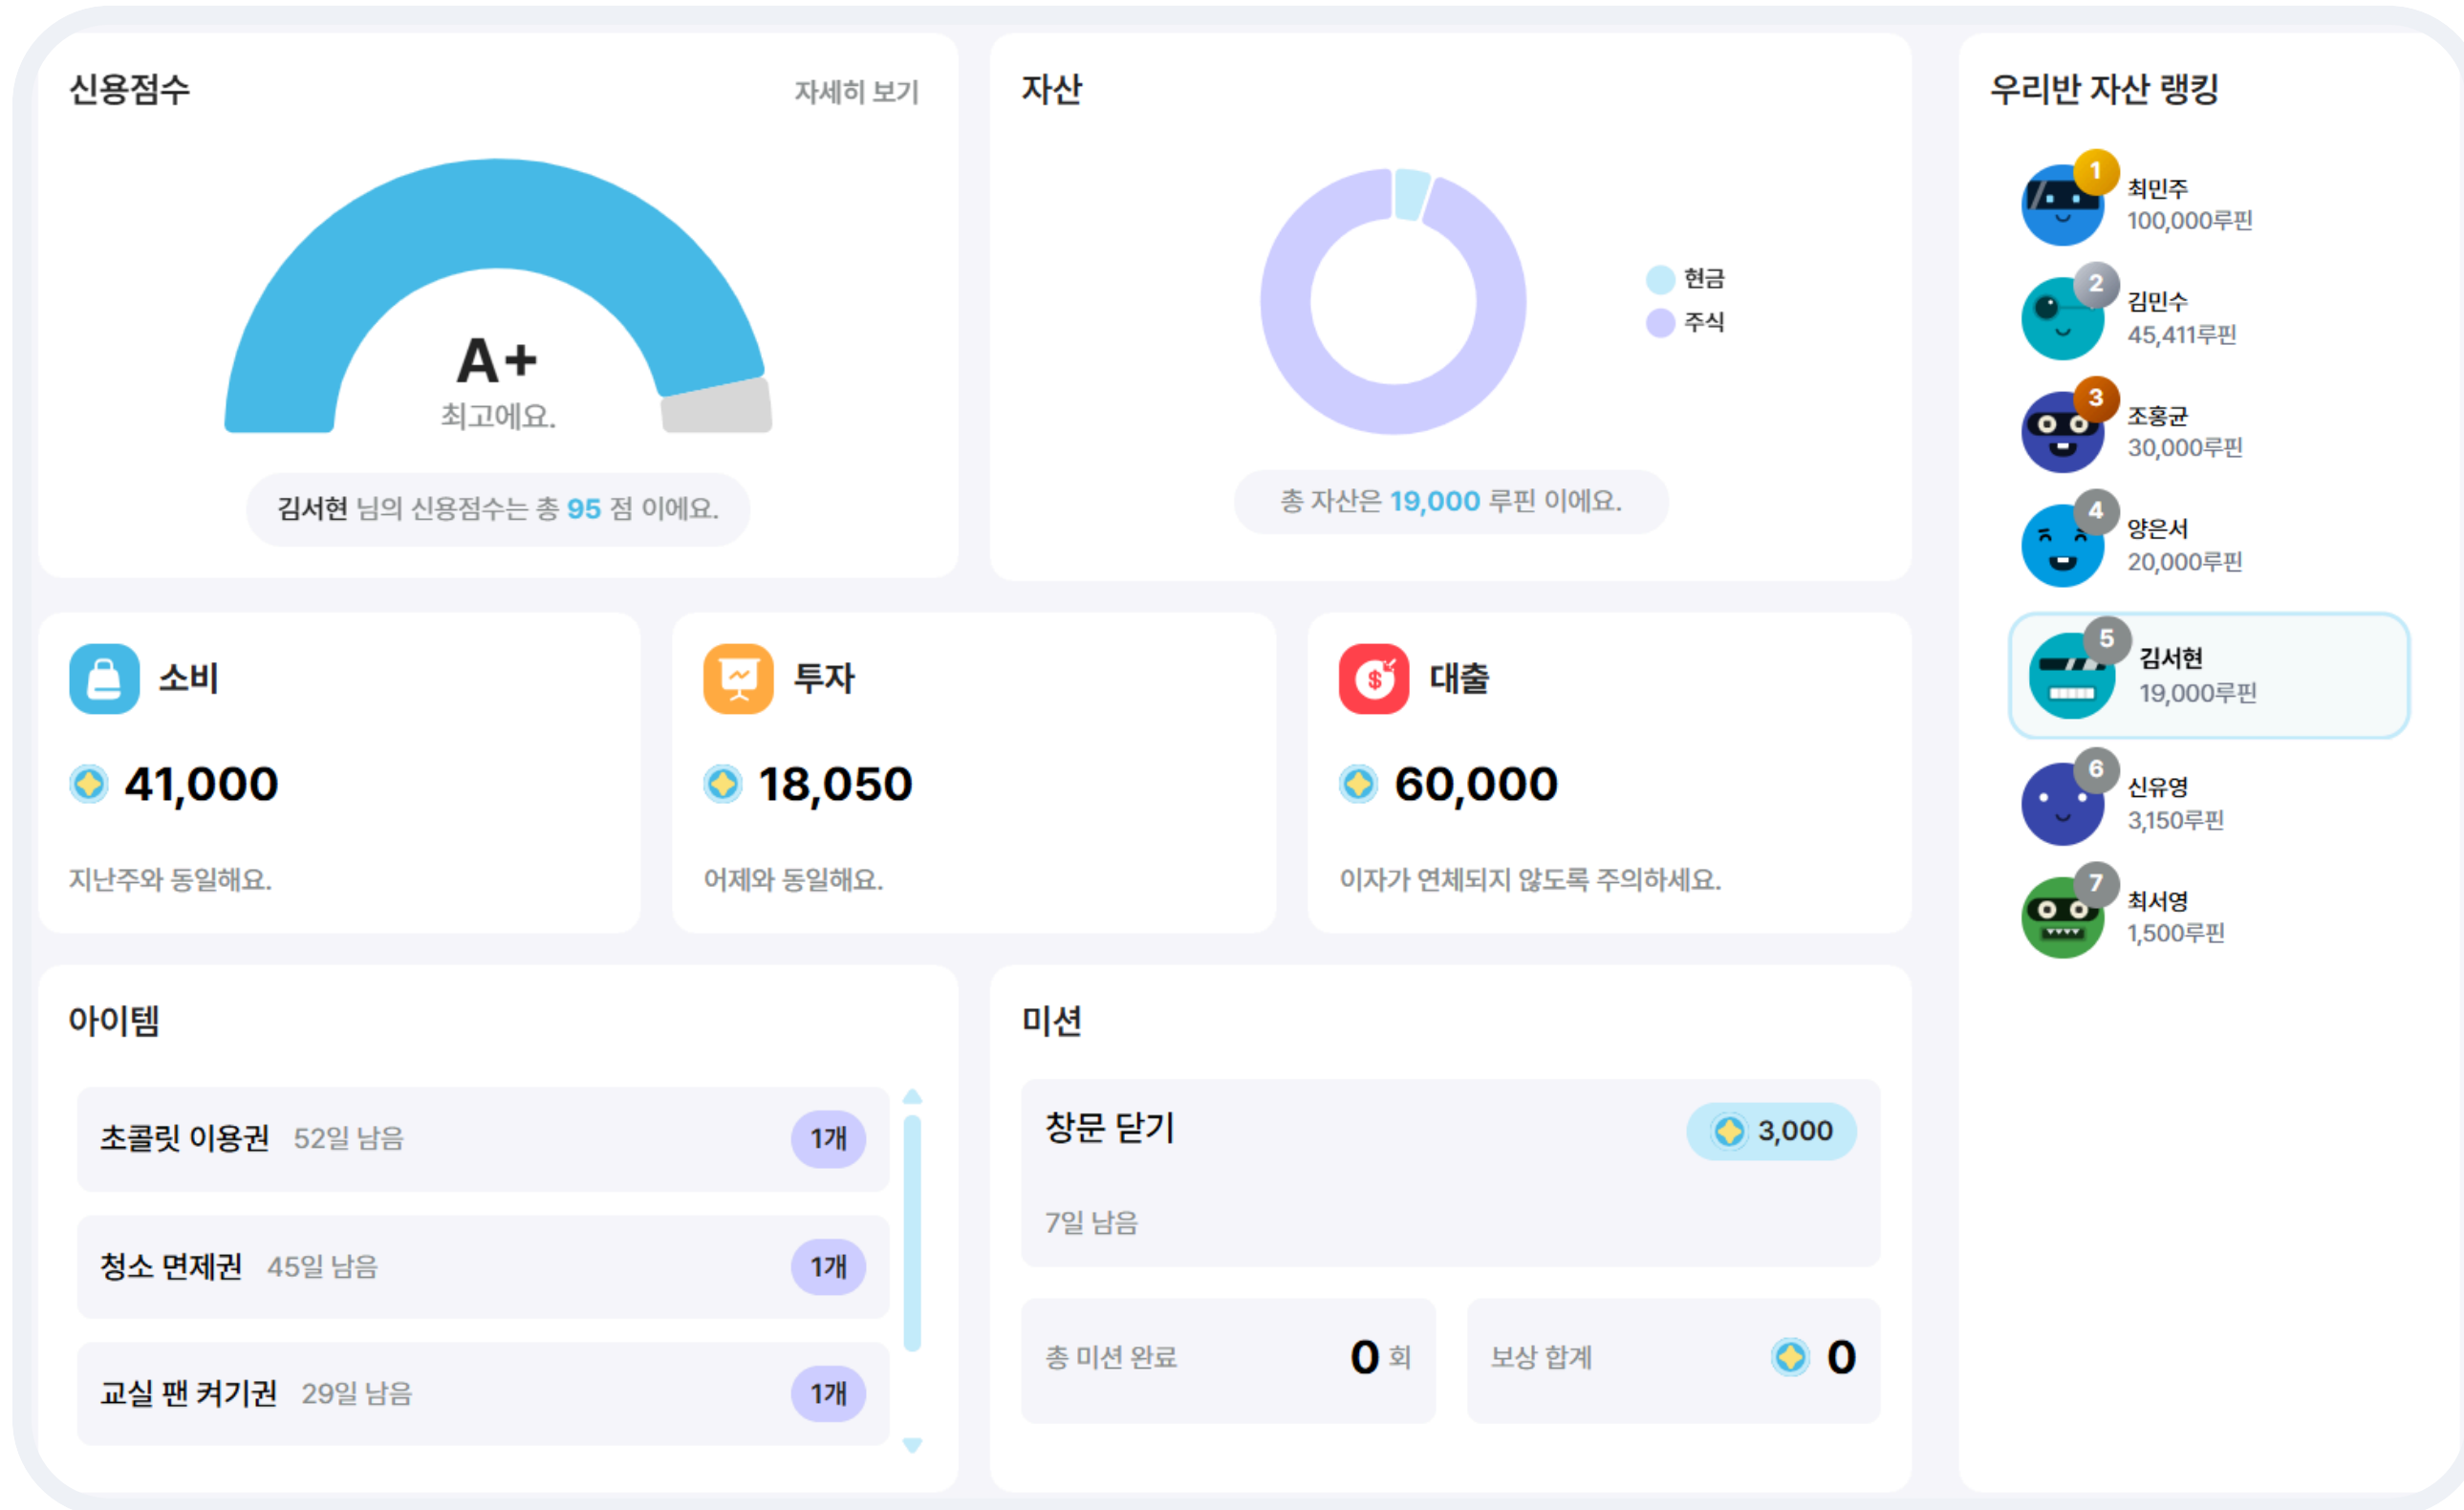 신용점수
자세히 보기
A+
최고에요.
김서현 님의 신용점수는 총 95 점 이에요.
자산
현금
주식
총 자산은 19,000 루핀 이에요.
소비
41,000
지난주와 동일해요.
투자
18,050
어제와 동일해요.
$
대출
60,000
이자가 연체되지 않도록 주의하세요.
아이템
초콜릿 이용권 52일 남음 1개
청소 면제권 45일 남음 1개
교실 팬 켜기권 29일 남음 1개
미션
창문 닫기 3,000
7일 남음
총 미션 완료 0 회
보상 합계 0
우리반 자산 랭킹
1
최민주
100,000루핀
2
김민수
45,411루핀
3
조홍균
30,000루핀
4
양은서
20,000루핀
5
김서현
19,000루핀
6
신유영
3,150루핀
7
최서영
1,500루핀